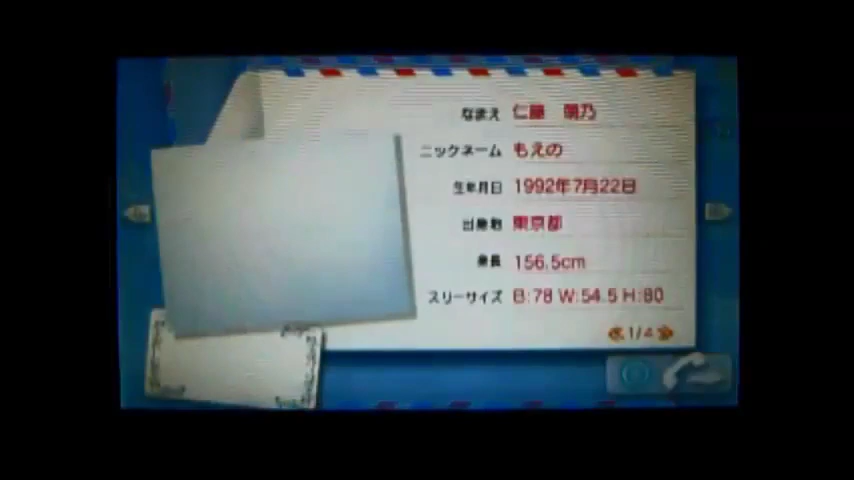 なまえ 仁藤 萌乃
ニックネーム もえの
生年月日 1992年7月22日
出身地 東京都
身長 156.5cm
スリーサイズ B:78 W:54.5 H:80
1/4